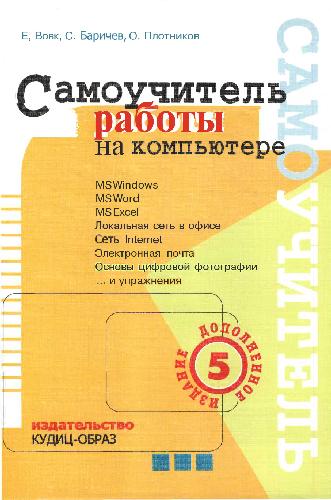 Е. Вовк, С. Баричев, О. Плотников
Самоучитель
работы
на компьютере
MSWindows
MSWord
MSExcel
Локальная сеть в офисе
Сеть Internet
Электронная почта
Основы цифровой фотографии
... и упражнения
САМОУЧИТЕЛЬ
ДОПОЛНЕННОЕ
5
ИЗДАНИЕ
издательство
КУДИЦ-ОБРАЗ